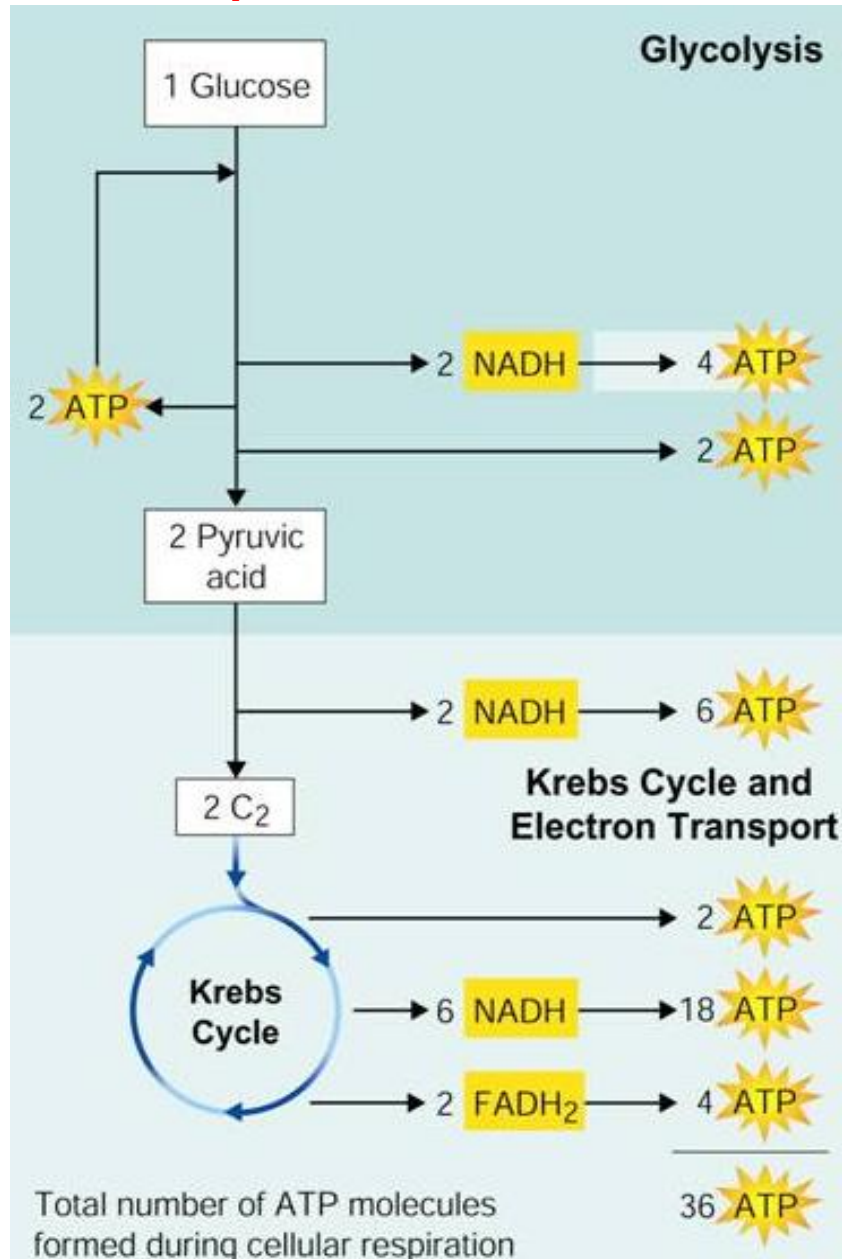 Glycolysis
1 Glucose
2 NADH 4 ATP
2 ATP
2 ATP
2 Pyruvic
acid
2 NADH 6 ATP
Krebs Cycle and
Electron Transport
2 C2
2 ATP
Krebs
Cycle
6 NADH 18 ATP
2 FADH2 4 ATP
36 ATP
Total number of ATP molecules
formed during cellular respiration